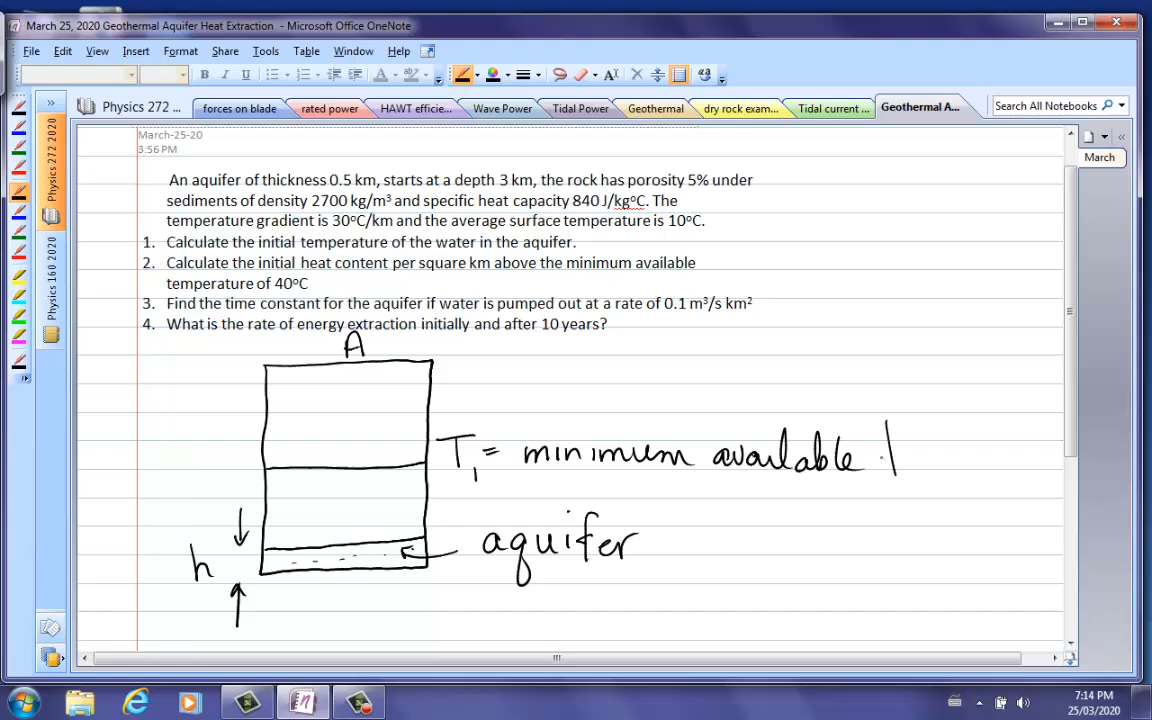 March 25, 2020 Geothermal Aquifer Heat Extraction - Microsoft Office OneNote
File Edit View Insert Format Share Tools Table Window Help
Physics 272 ... forces on blade rated power HAWT efficie... Wave Power Tidal Power Geothermal dry rock exam... Tidal current ... Geothermal A... Search All Notebooks
March
March-25-20
3:56 PM
Physics 272 2020
Physics 160 2020
An aquifer of thickness 0.5 km, starts at a depth 3 km, the rock has porosity 5% under
sediments of density 2700 kg/m³ and specific heat capacity 840 J/kg°C. The
temperature gradient is 30°C/km and the average surface temperature is 10°C.
1. Calculate the initial temperature of the water in the aquifer.
2. Calculate the initial heat content per square km above the minimum available
temperature of 40°C
3. Find the time constant for the aquifer if water is pumped out at a rate of 0.1 m³/s km²
4. What is the rate of energy extraction initially and after 10 years?
A
T₁ = minimum available
aquifer
h
7:14 PM
25/03/2020